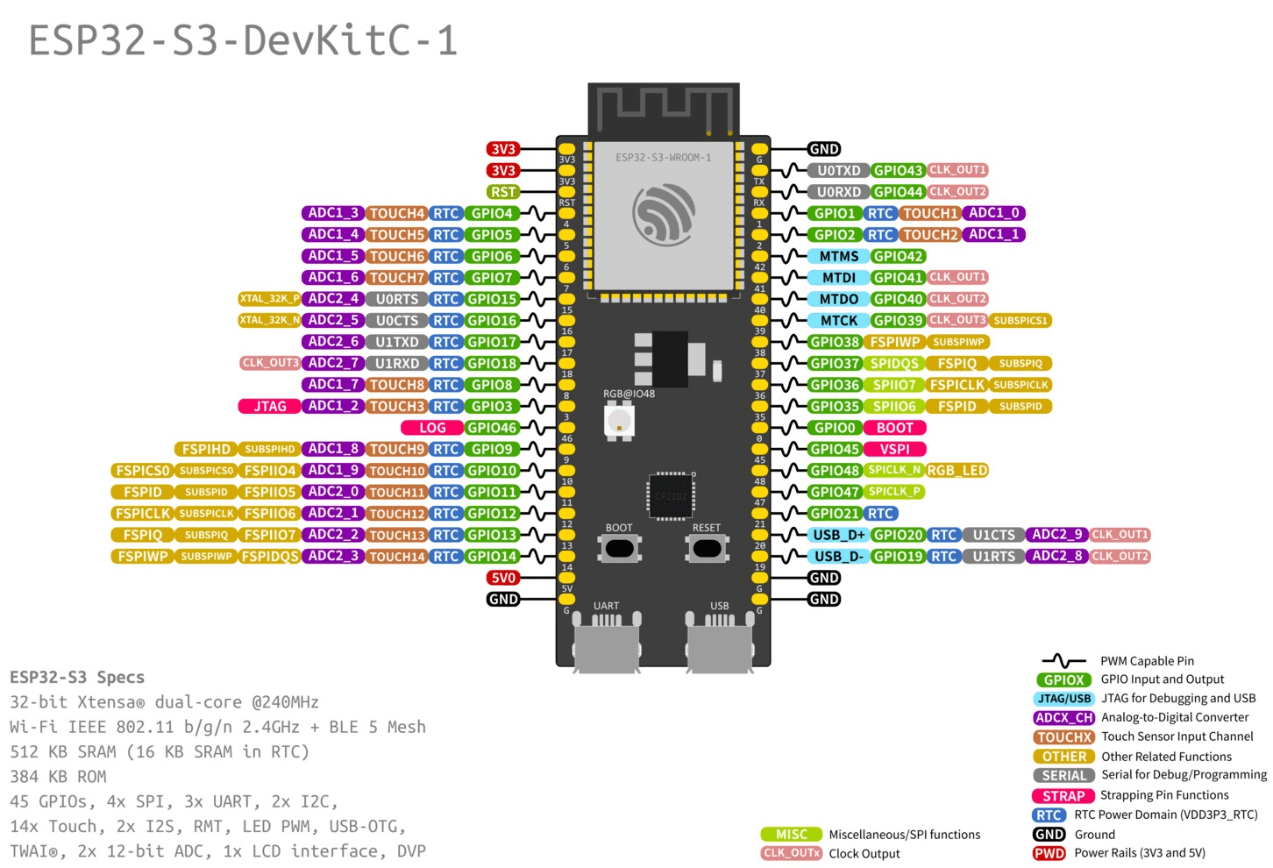 ESP32-S3-DevKitC-1
ESP32-S3-WROOM-1
3V3 3V3 G GND
3V3 3V3 TX U0TXD GPIO43 CLK_OUT1
RST RST RX U0RXD GPIO44 CLK_OUT2
ADC1_3 TOUCH4 RTC GPIO4 4 1 GPIO1 RTC TOUCH1 ADC1_0
ADC1_4 TOUCH5 RTC GPIO5 5 2 GPIO2 RTC TOUCH2 ADC1_1
ADC1_5 TOUCH6 RTC GPIO6 6 42 MTMS GPIO42
ADC1_6 TOUCH7 RTC GPIO7 7 41 MTDI GPIO41 CLK_OUT1
XTAL_32K_P ADC2_4 U0RTS RTC GPIO15 15 40 MTDO GPIO40 CLK_OUT2
XTAL_32K_N ADC2_5 U0CTS RTC GPIO16 16 39 MTCK GPIO39 CLK_OUT3 SUBSPICS1
ADC2_6 U1TXD RTC GPIO17 17 38 GPIO38 FSPIWP SUBSPIWP
CLK_OUT3 ADC2_7 U1RXD RTC GPIO18 18 37 GPIO37 SPIDQS FSPIQ SUBSPIQ
ADC1_7 TOUCH8 RTC GPIO8 8 36 GPIO36 SPIIO7 FSPICLK SUBSPICLK
RGB@IO48
JTAG ADC1_2 TOUCH3 RTC GPIO3 3 35 GPIO35 SPIIO6 FSPID SUBSPID
LOG GPIO46 46 0 GPIO0 BOOT
FSPIHD SUBSPIHD ADC1_8 TOUCH9 RTC GPIO9 9 45 GPIO45 VSPI
FSPICS0 SUBSPICS0 FSPIIO4 ADC1_9 TOUCH10 RTC GPIO10 10 48 GPIO48 SPICLK_N RGB_LED
FSPID SUBSPID FSPIIO5 ADC2_0 TOUCH11 RTC GPIO11 11 CP2102 47 GPIO47 SPICLK_P
FSPICLK SUBSPICLK FSPIIO6 ADC2_1 TOUCH12 RTC GPIO12 12 21 GPIO21 RTC
BOOT RESET
FSPIQ SUBSPIQ FSPIIO7 ADC2_2 TOUCH13 RTC GPIO13 13 20 USB_D+ GPIO20 RTC U1CTS ADC2_9 CLK_OUT1
FSPIWP SUBSPIWP FSPIDQS ADC2_3 TOUCH14 RTC GPIO14 14 19 USB_D- GPIO19 RTC U1RTS ADC2_8 CLK_OUT2
5V0 5V G GND
GND G G GND
UART USB
ESP32-S3 Specs
32-bit Xtensa® dual-core @240MHz
Wi-Fi IEEE 802.11 b/g/n 2.4GHz + BLE 5 Mesh
512 KB SRAM (16 KB SRAM in RTC)
384 KB ROM
45 GPIOs, 4x SPI, 3x UART, 2x I2C,
14x Touch, 2x I2S, RMT, LED PWM, USB-OTG,
TWAI®, 2x 12-bit ADC, 1x LCD interface, DVP
MISC Miscellaneous/SPI functions
CLK_OUTx Clock Output
PWM Capable Pin
GPIOX GPIO Input and Output
JTAG/USB JTAG for Debugging and USB
ADCX_CH Analog-to-Digital Converter
TOUCHX Touch Sensor Input Channel
OTHER Other Related Functions
SERIAL Serial for Debug/Programming
STRAP Strapping Pin Functions
RTC RTC Power Domain (VDD3P3_RTC)
GND Ground
PWD Power Rails (3V3 and 5V)